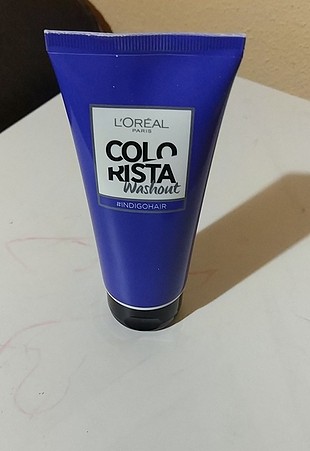 L'ORÉAL
PARIS
COLO
RISTA
Washout
#INDIGOHAIR